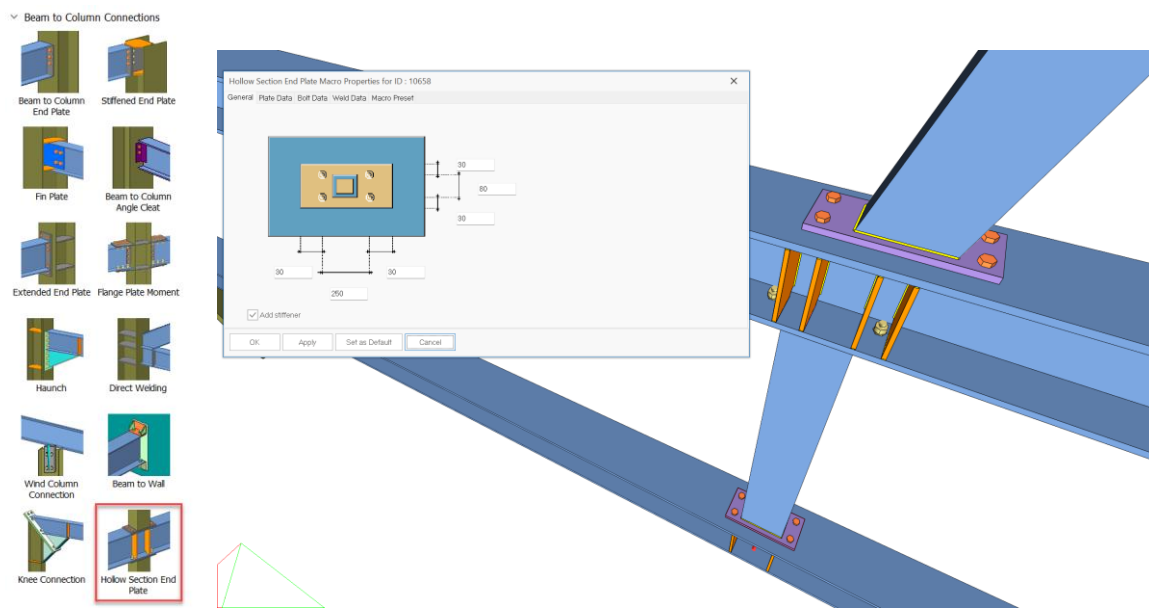 Beam to Column Connections
Beam to Column
End Plate
Stiffened End Plate
Fin Plate
Beam to Column
Angle Cleat
Extended End Plate
Flange Plate Moment
Haunch
Direct Welding
Wind Column
Connection
Beam to Wall
Knee Connection
Hollow Section End
Plate
Hollow Section End Plate Macro Properties for ID : 10658
General Plate Data Bolt Data Weld Data Macro Preset
30
80
30
30
30
250
Add stiffener
OK Apply Set as Default Cancel